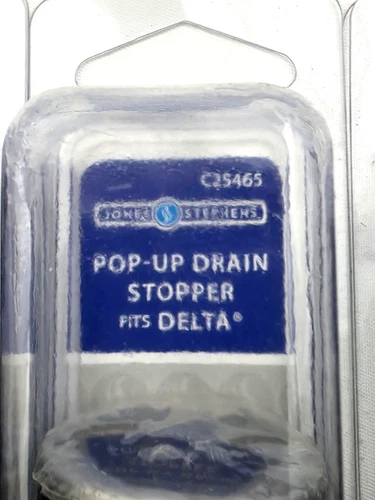 C25465
JONES STEPHENS
POP-UP DRAIN
STOPPER
FITS DELTA®